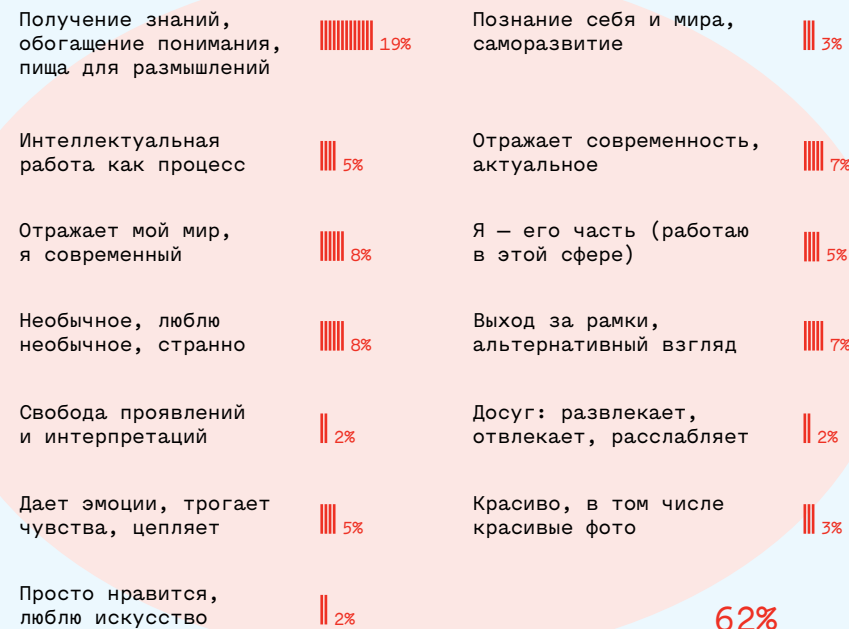 Получение знаний,
обогащение понимания,
пища для размышлений
19%
Интеллектуальная
работа как процесс
5%
Отражает мой мир,
я современный
8%
Необычное, люблю
необычное, странно
8%
Свобода проявлений
и интерпретаций
2%
Дает эмоции, трогает
чувства, цепляет
5%
Просто нравится,
люблю искусство
2%
Познание себя и мира,
саморазвитие
3%
Отражает современность,
актуальное
7%
Я — его часть (работаю
в этой сфере)
5%
Выход за рамки,
альтернативный взгляд
7%
Досуг: развлекает,
отвлекает, расслабляет
2%
Красиво, в том числе
красивые фото
3%
62%